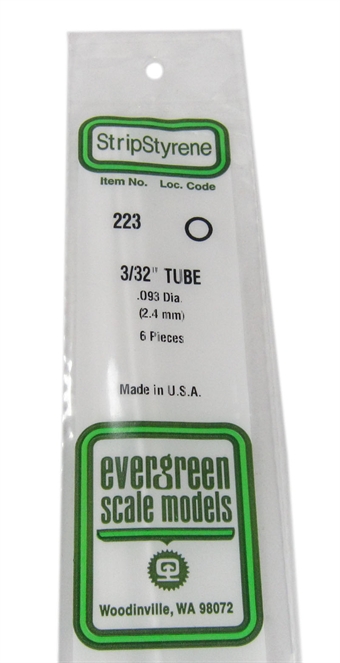 StripStyrene
Item No. Loc. Code
223
3/32" TUBE
.093 Dia.
(2.4 mm)
6 Pieces
Made in U.S.A.
evergreen
scale models
Woodinville, WA 98072